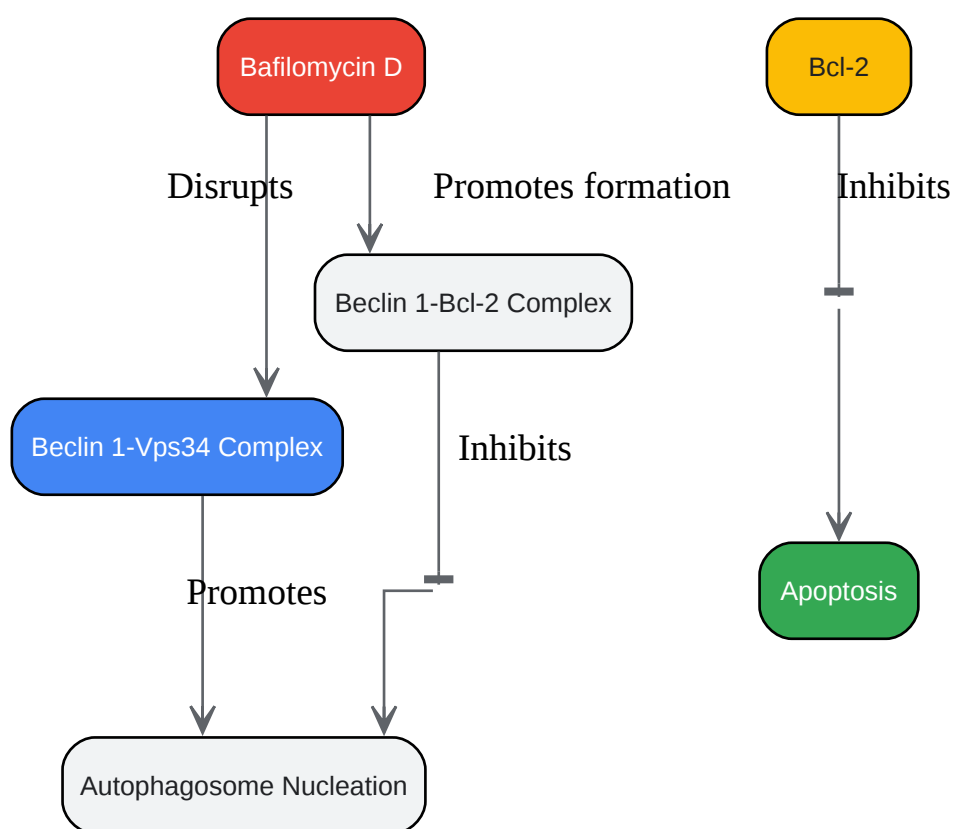 Bafilomycin D
Bcl-2
Disrupts
Promotes formation
Inhibits
Beclin 1-Bcl-2 Complex
Beclin 1-Vps34 Complex
Inhibits
Promotes
Apoptosis
Autophagosome Nucleation